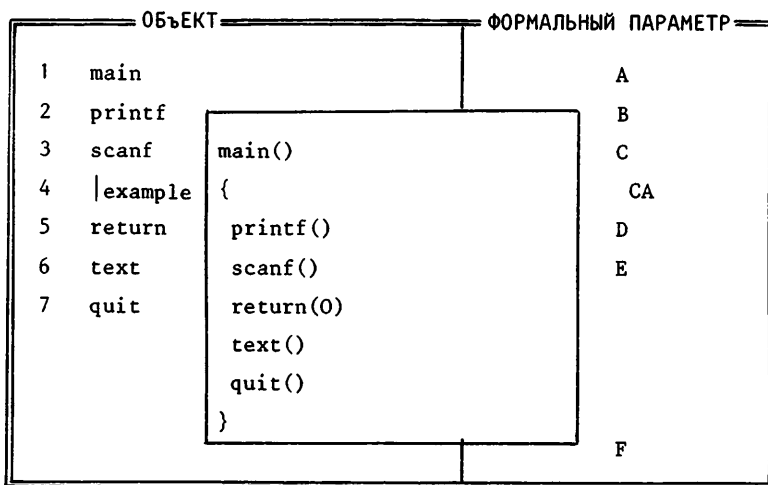 ОБъЕКТ ФОРМАЛЬНЫЙ ПАРАМЕТР
1 main A
2 printf B
3 scanf main() C
4 |example { CA
5 return printf() D
6 text scanf() E
7 quit return(0)
text()
quit()
}
F